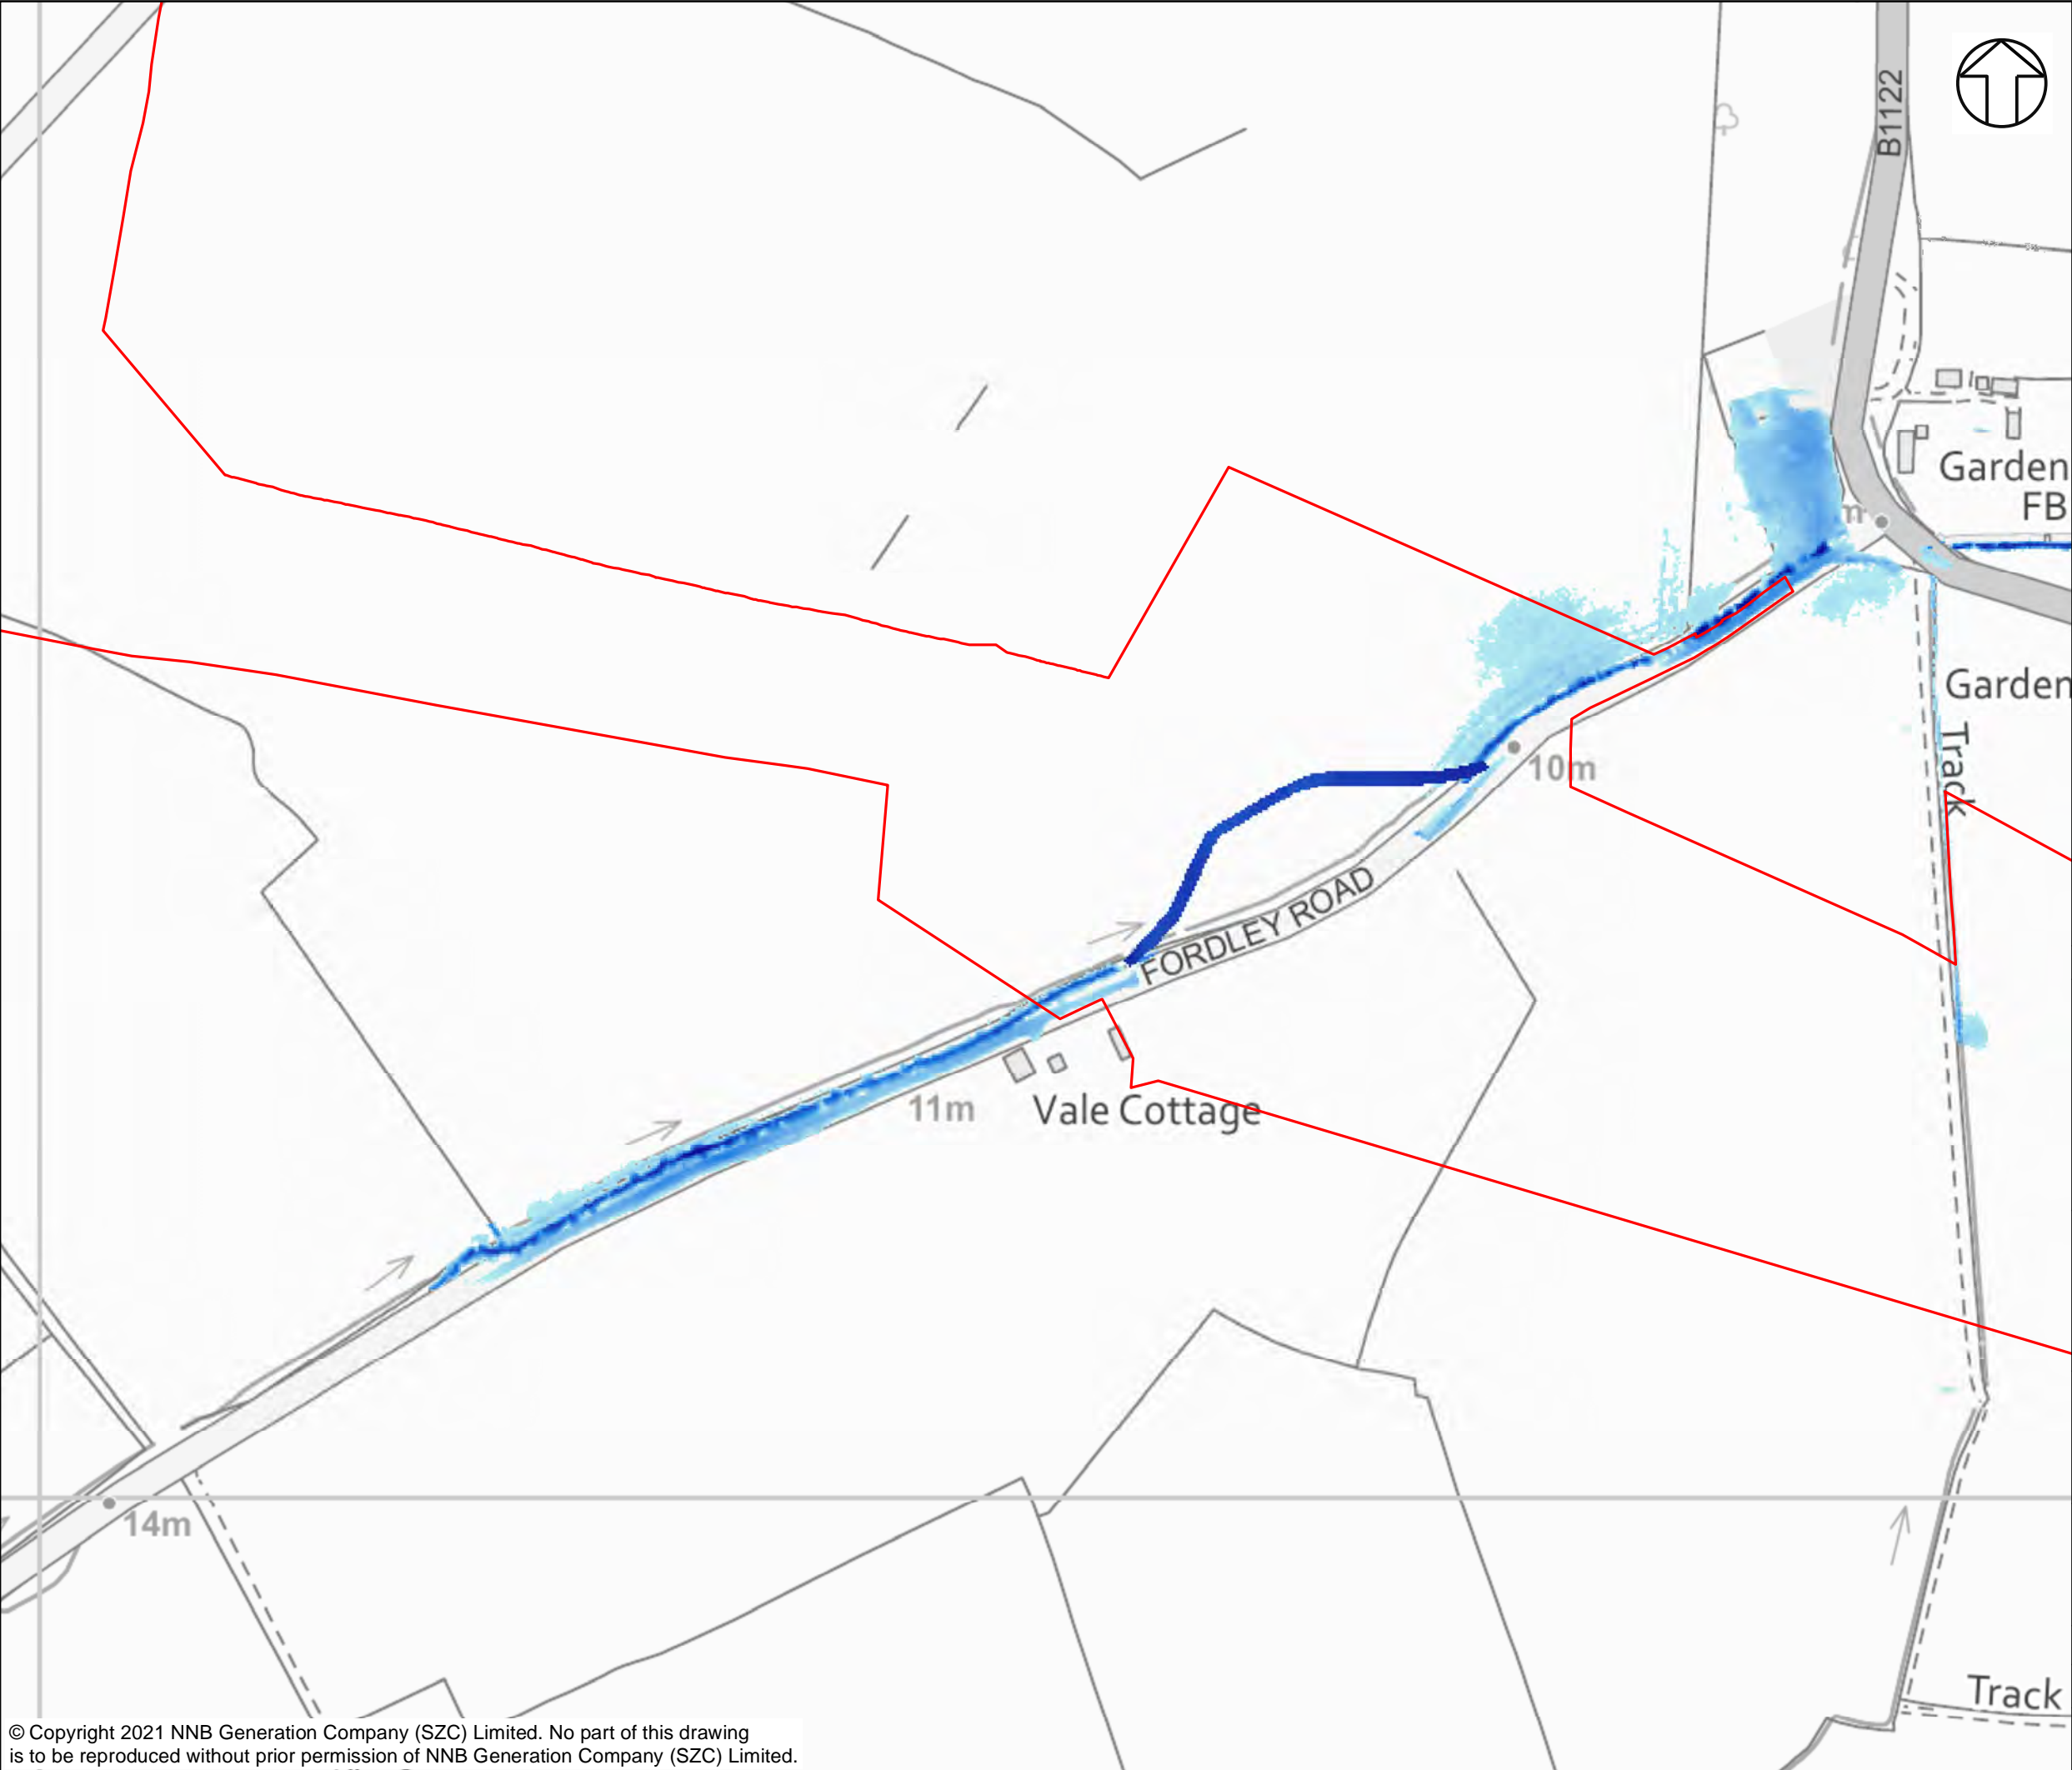 B1122
Garden
FB
m
Garden
Track
10m
FORDLEY ROAD
11m
Vale Cottage
14m
Track
© Copyright 2021 NNB Generation Company (SZC) Limited. No part of this drawing
is to be reproduced without prior permission of NNB Generation Company (SZC) Limited.